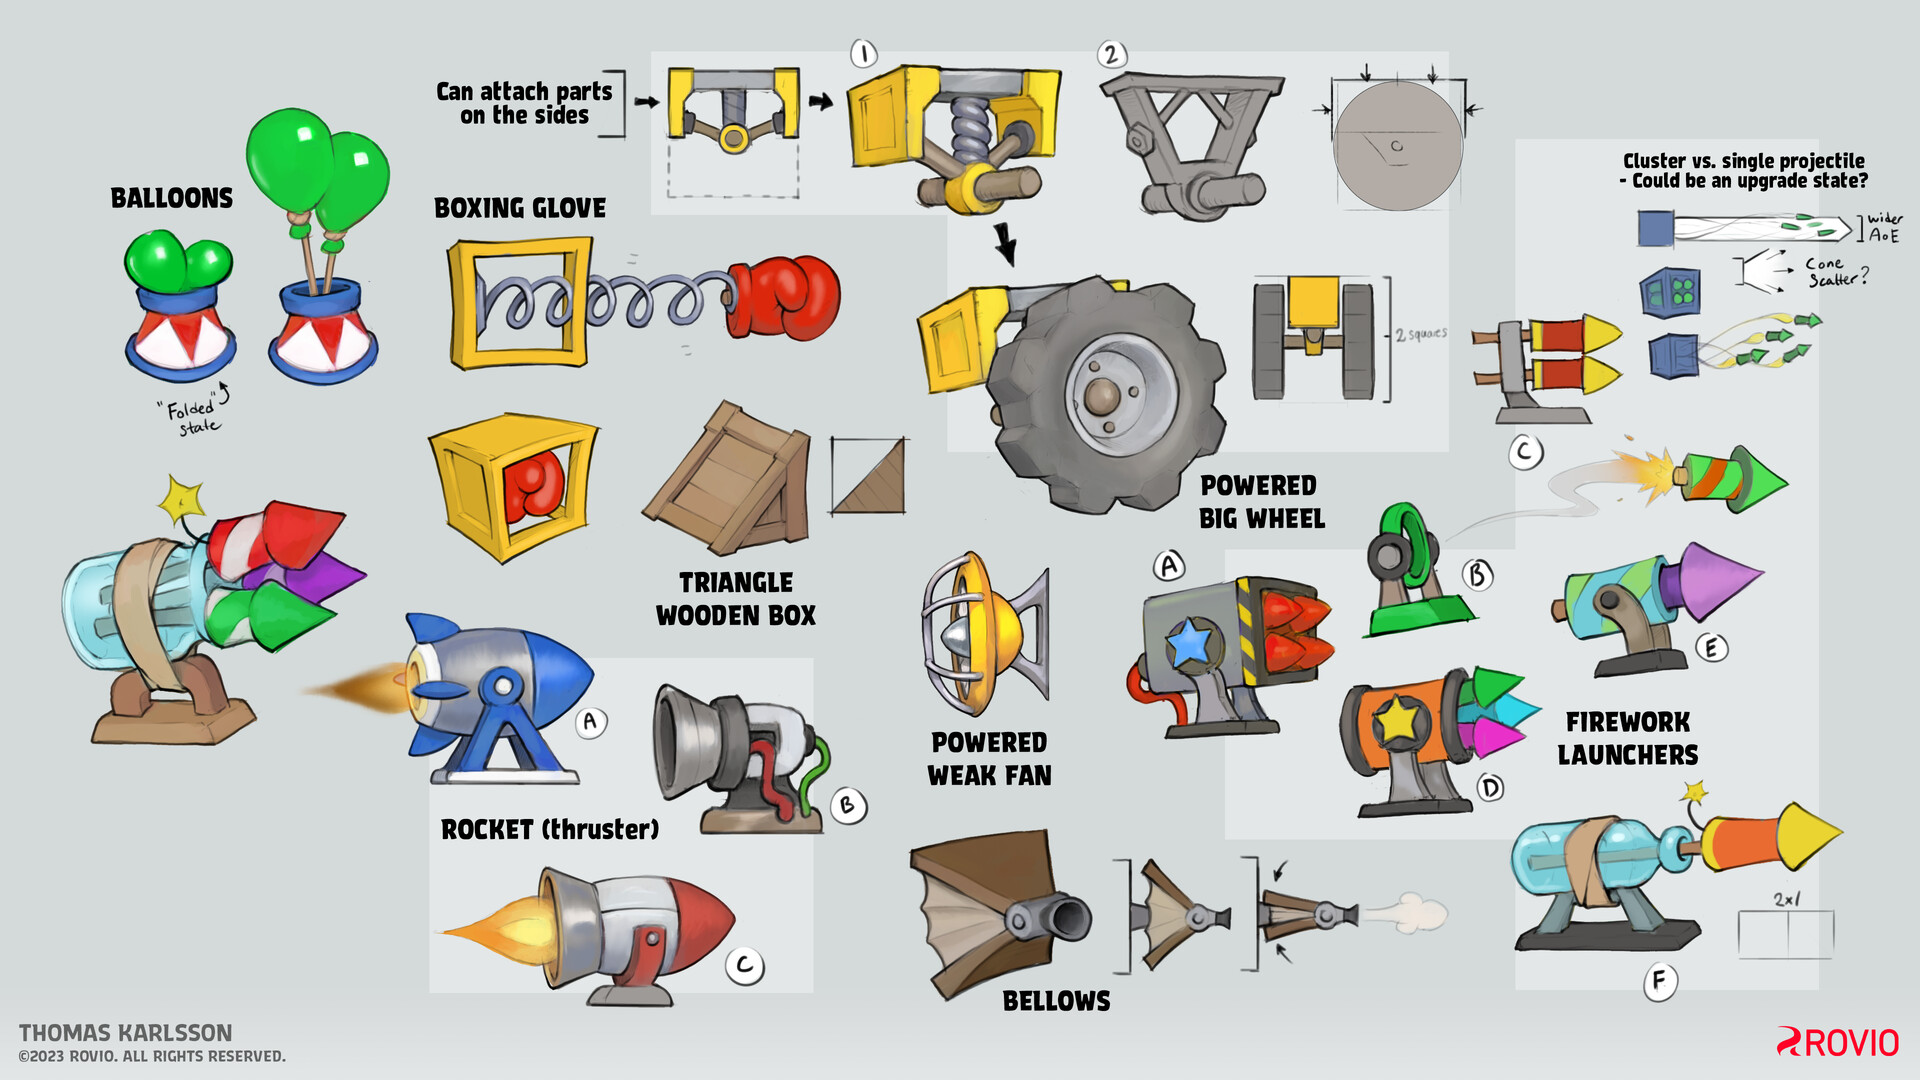 Can attach parts
on the sides
1
2
BALLOONS
"Folded"
state
BOXING GLOVE
2 squares
Cluster vs. single projectile
- Could be an upgrade state?
wider
AoE
Cone
Scatter?
TRIANGLE
WOODEN BOX
POWERED
BIG WHEEL
POWERED
WEAK FAN
ROCKET (thruster)
A
B
C
BELLOWS
A
B
C
D
E
F
FIREWORK
LAUNCHERS
2x1
THOMAS KARLSSON
©2023 ROVIO. ALL RIGHTS RESERVED.
ROVIO